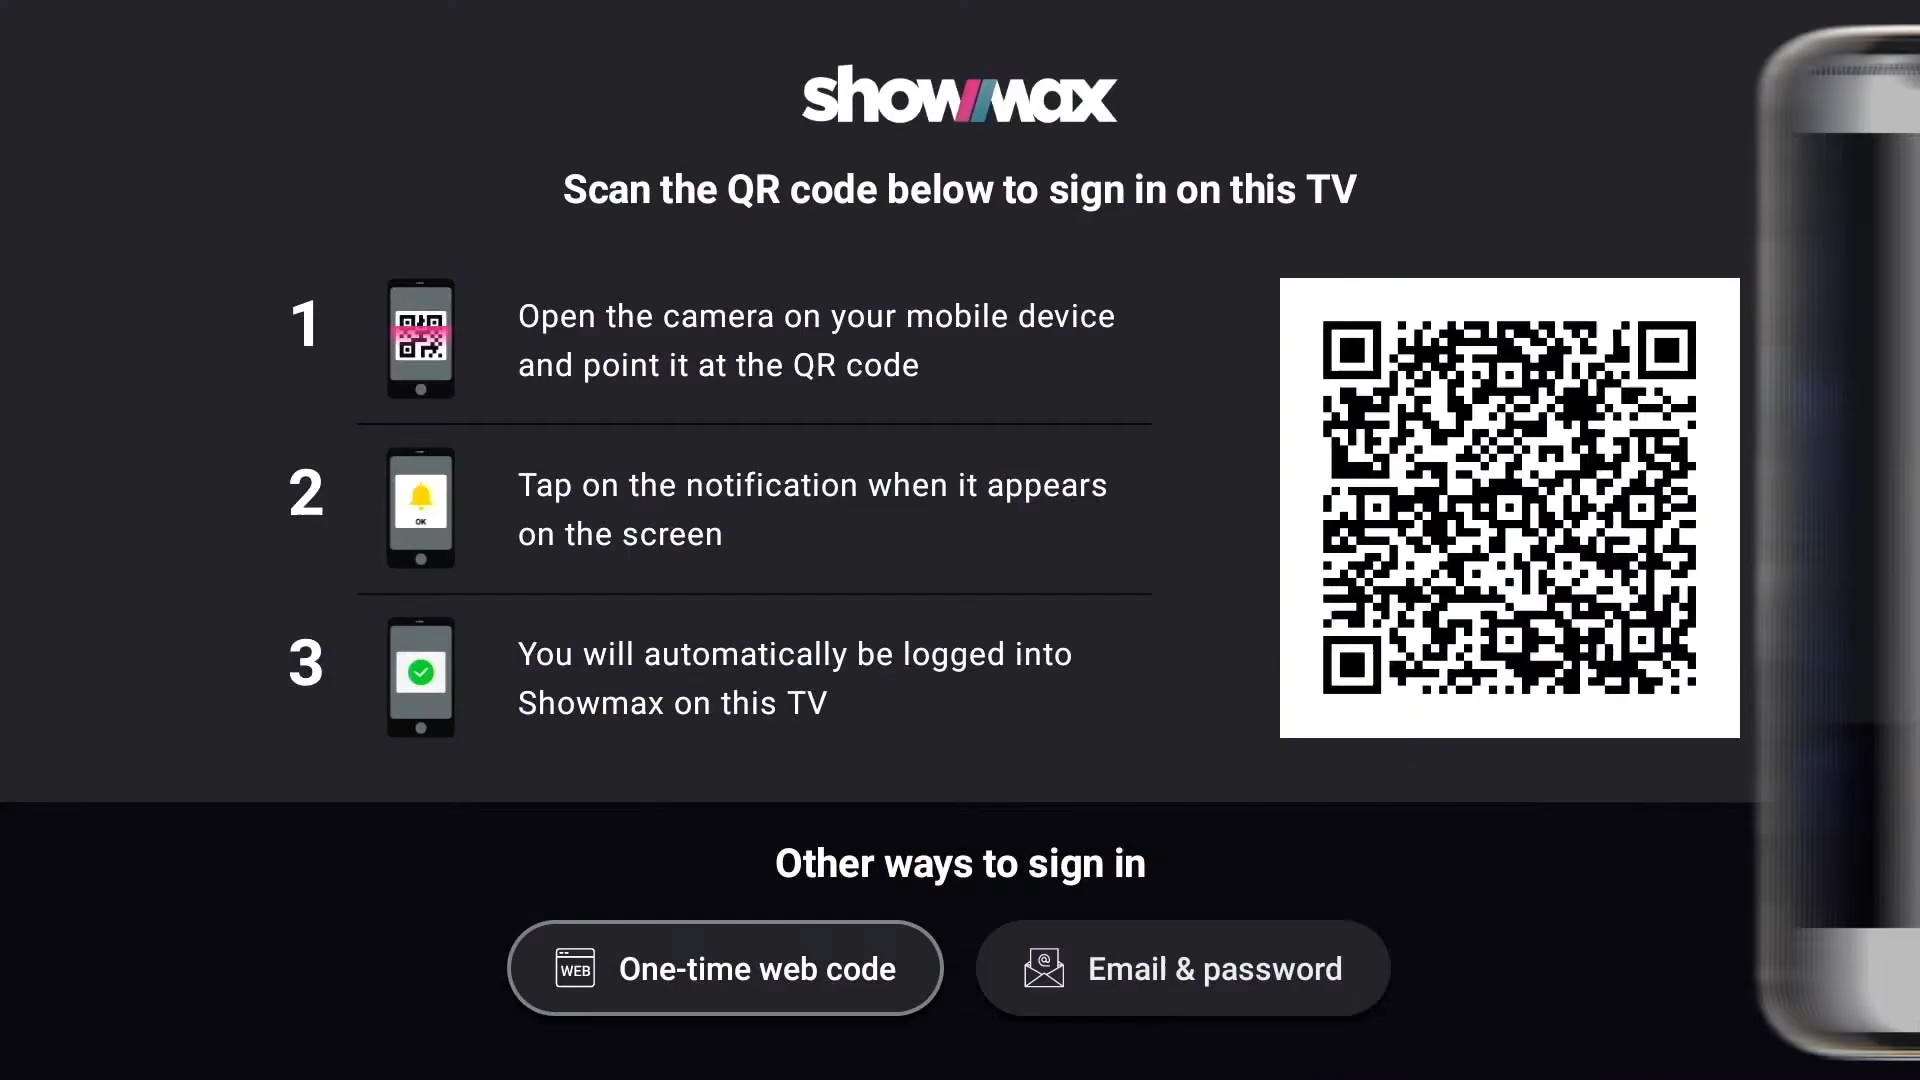 showmax
Scan the QR code below to sign in on this TV
1
Open the camera on your mobile device
and point it at the QR code
2
OK
Tap on the notification when it appears
on the screen
3
You will automatically be logged into
Showmax on this TV
Other ways to sign in
WEB One-time web code
@ Email & password